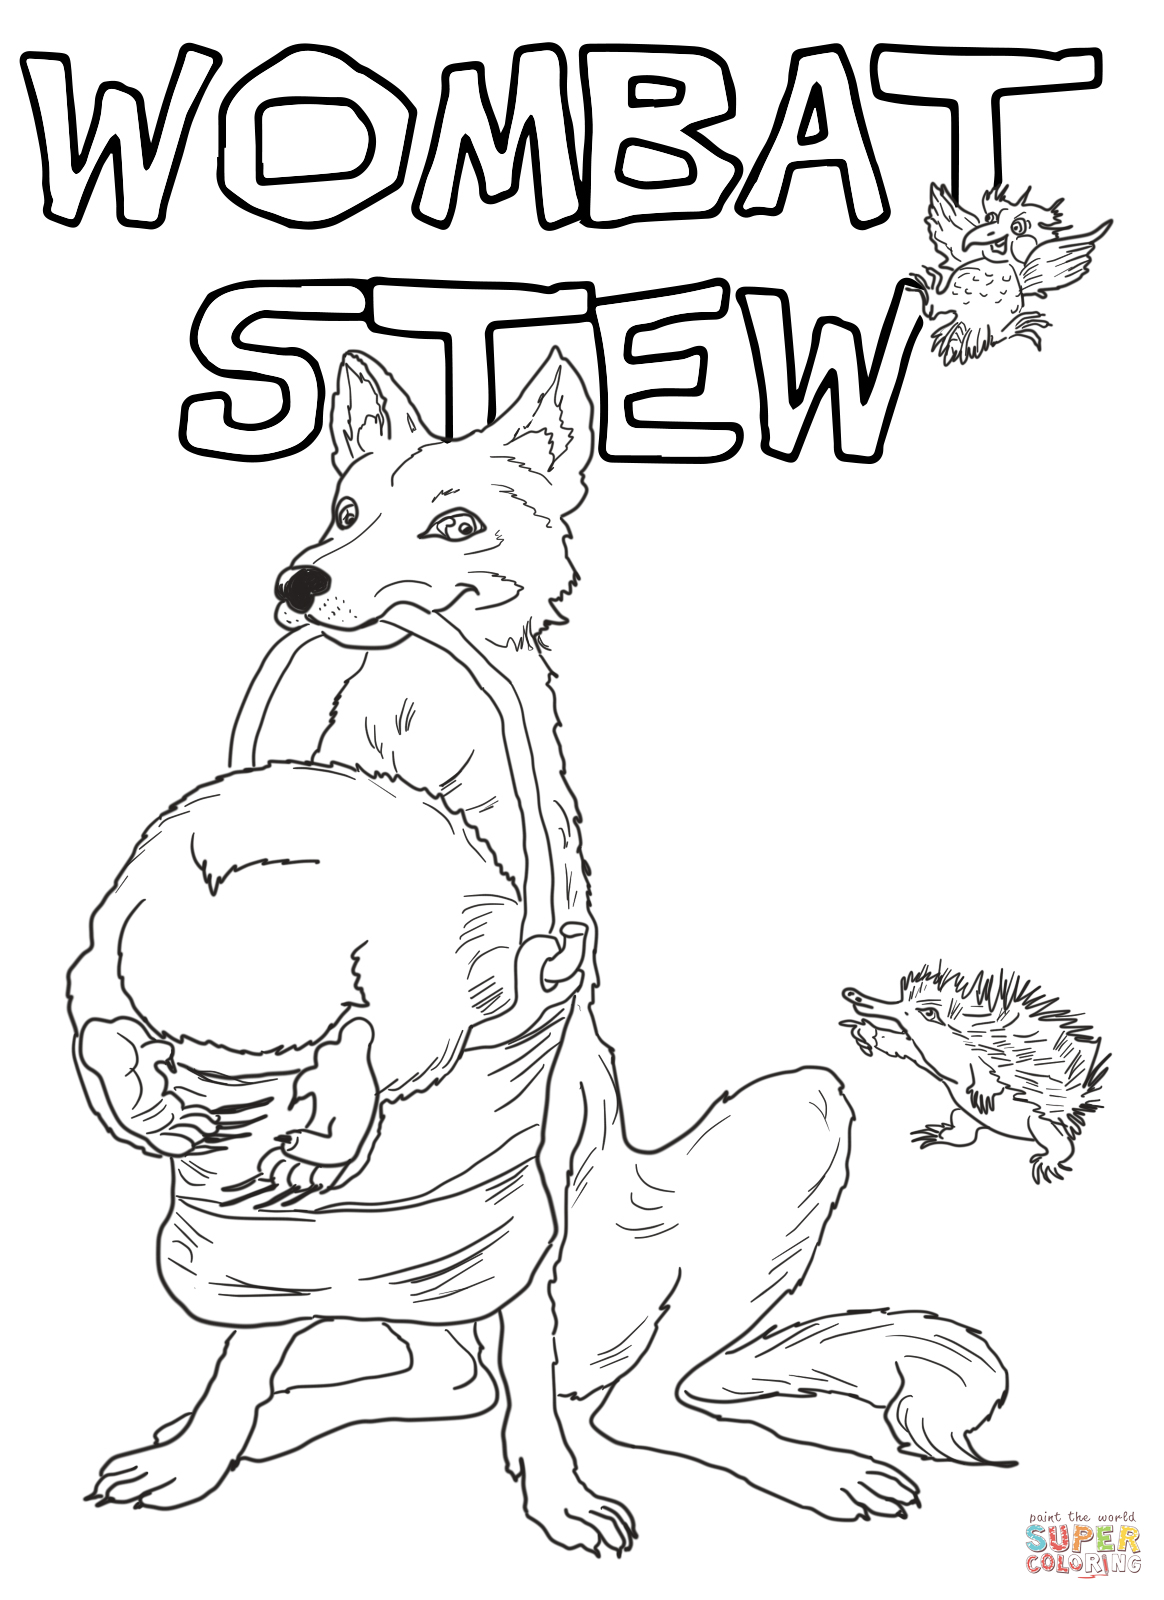 WOMBAT
STEW
paint the world
SUPER
COLORING